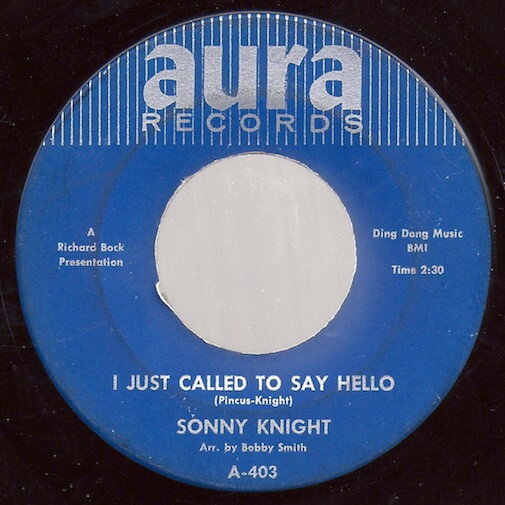 aura
RECORDS
A
Richard Bock
Presentation
Ding Dong Music
BMI
Time 2:30
I JUST CALLED TO SAY HELLO
(Pincus-Knight)
SONNY KNIGHT
Arr. by Bobby Smith
A-403